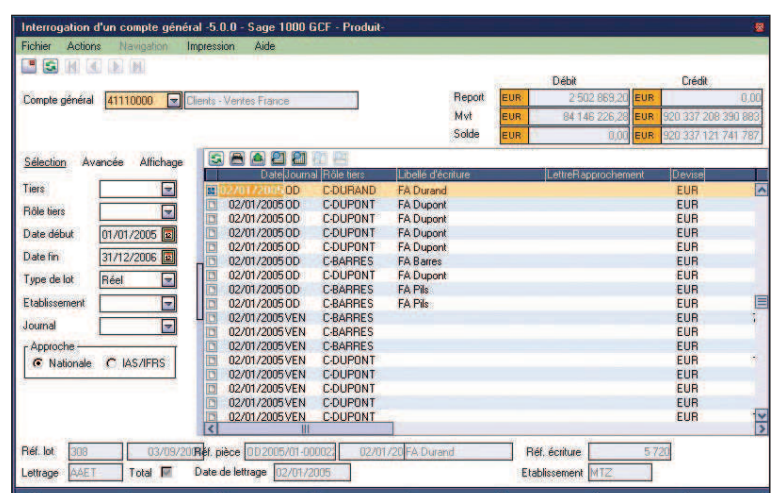 Interrogation d'un compte général -5.0.0 - Sage 1000 GCF - Produit-
Fichier Actions Navigation Impression Aide
Débit Crédit
Compte général 41110000 Clients - Ventes France Report EUR 2 502 869,20 EUR 0,00
Mvt EUR 84 146 226,28 EUR 920 337 208 390 883
Solde EUR 0,00 EUR 920 337 121 741 787
Sélection Avancée Affichage
Date Journal Rôle tiers Libellé d'écriture LettreRapprochement Devise
Tiers
Rôle tiers
Date début 01/01/2005
Date fin 31/12/2006
Type de lot Réel
Etablissement
Journal
Approche
Nationale IAS/IFRS
02/01/2005 OD C-DURAND FA Durand EUR
02/01/2005 OD C-DUPONT FA Dupont EUR
02/01/2005 OD C-DUPONT FA Dupont EUR
02/01/2005 OD C-DUPONT FA Dupont EUR
02/01/2005 OD C-BARRES FA Barres EUR
02/01/2005 OD C-DUPONT FA Dupont EUR
02/01/2005 OD C-BARRES FA Pils EUR
02/01/2005 OD C-BARRES FA Pils EUR
02/01/2005 VEN C-BARRES EUR
02/01/2005 VEN C-BARRES EUR
02/01/2005 VEN C-BARRES EUR
02/01/2005 VEN C-DUPONT EUR
02/01/2005 VEN C-DUPONT EUR
02/01/2005 VEN C-DUPONT EUR
02/01/2005 VEN C-DUPONT EUR
02/01/2005 VEN C-DUPONT EUR
Réf. lot 308 03/09/200 Réf. pièce OD2005/01-000022 02/01/20 FA Durand Réf. écriture 5 720
Lettrage AAET Total Date de lettrage 02/01/2005 Etablissement MTZ